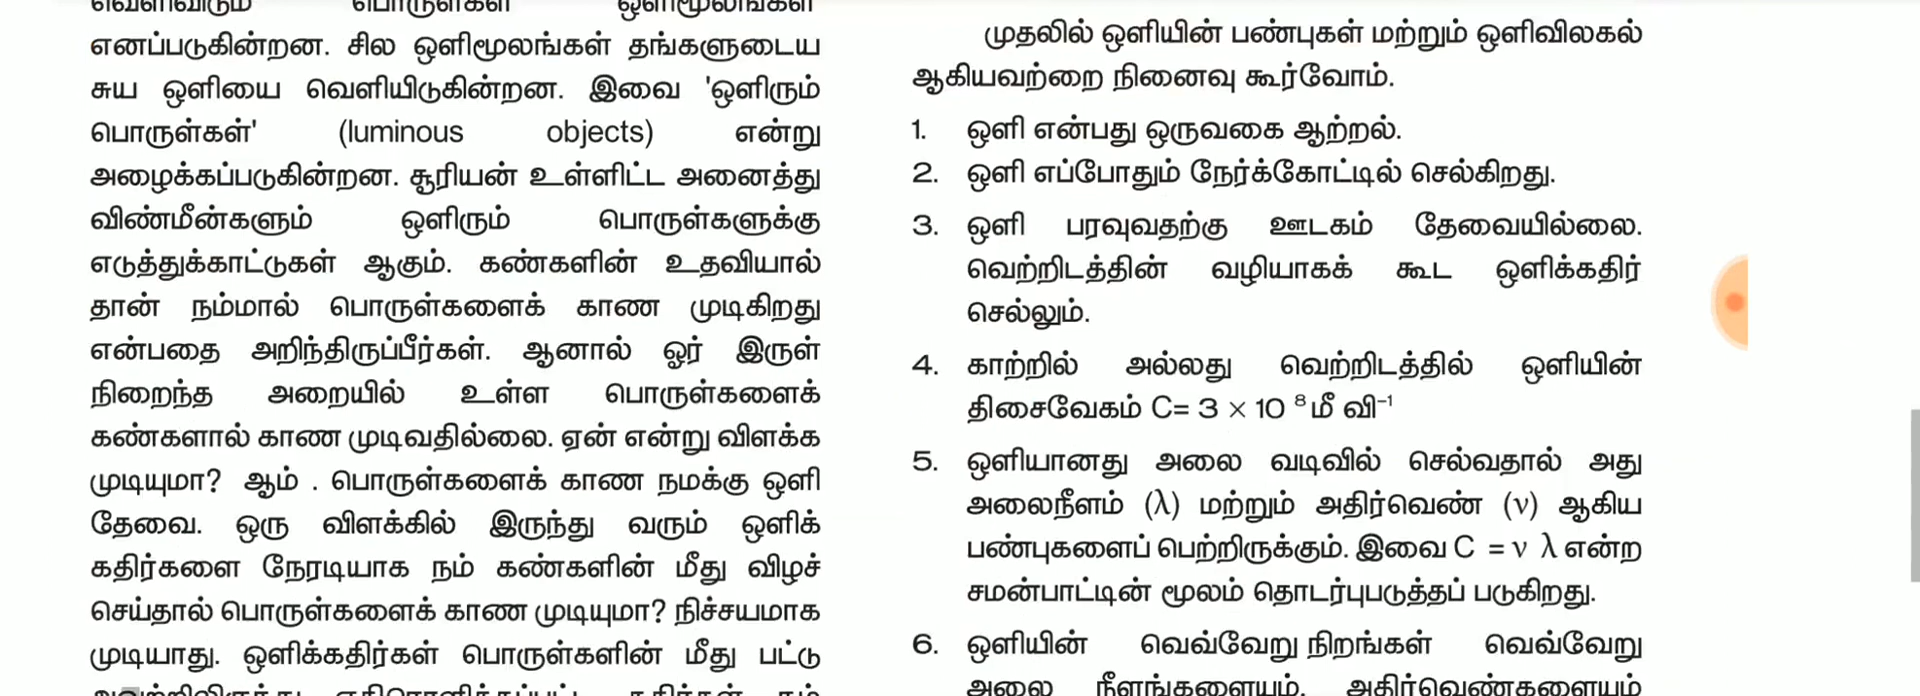 எனப்படுகின்றன. சில ஒளிமூலங்கள் தங்களுடைய
சுய ஒளியை வெளியிடுகின்றன. இவை 'ஒளிரும்
பொருள்கள்' (luminous objects) என்று
அழைக்கப்படுகின்றன. சூரியன் உள்ளிட்ட அனைத்து
விண்மீன்களும் ஒளிரும் பொருள்களுக்கு
எடுத்துக்காட்டுகள் ஆகும். கண்களின் உதவியால்
தான் நம்மால் பொருள்களைக் காண முடிகிறது
என்பதை அறிந்திருப்பீர்கள். ஆனால் ஓர் இருள்
நிறைந்த அறையில் உள்ள பொருள்களைக்
கண்களால் காண முடிவதில்லை. ஏன் என்று விளக்க
முடியுமா? ஆம் . பொருள்களைக் காண நமக்கு ஒளி
தேவை. ஒரு விளக்கில் இருந்து வரும் ஒளிக்
கதிர்களை நேரடியாக நம் கண்களின் மீது விழச்
செய்தால் பொருள்களைக் காண முடியுமா? நிச்சயமாக
முடியாது. ஒளிக்கதிர்கள் பொருள்களின் மீது பட்டு
முதலில் ஒளியின் பண்புகள் மற்றும் ஒளிவிலகல்
ஆகியவற்றை நினைவு கூர்வோம்.
1. ஒளி என்பது ஒருவகை ஆற்றல்.
2. ஒளி எப்போதும் நேர்க்கோட்டில் செல்கிறது.
3. ஒளி பரவுவதற்கு ஊடகம் தேவையில்லை.
வெற்றிடத்தின் வழியாகக் கூட ஒளிக்கதிர்
செல்லும்.
4. காற்றில் அல்லது வெற்றிடத்தில் ஒளியின்
திசைவேகம் C= 3 × 10 ⁸ மீ வி⁻¹
5. ஒளியானது அலை வடிவில் செல்வதால் அது
அலைநீளம் (λ) மற்றும் அதிர்வெண் (ν) ஆகிய
பண்புகளைப் பெற்றிருக்கும். இவை C = ν λ என்ற
சமன்பாட்டின் மூலம் தொடர்புபடுத்தப் படுகிறது.
6. ஒளியின் வெவ்வேறு நிறங்கள் வெவ்வேறு
அலை நீளங்களையும், அதிர்வெண்களையும்